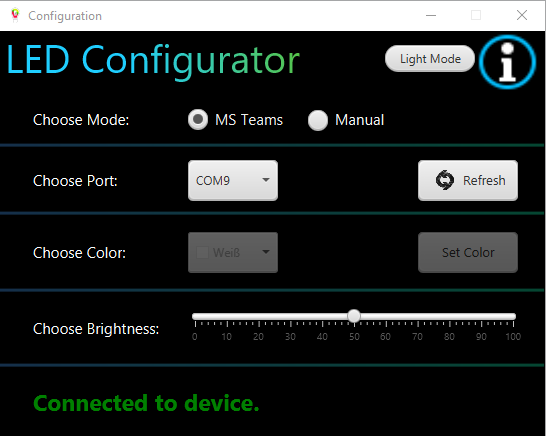 Configuration
LED Configurator
Light Mode
Choose Mode: MS Teams Manual
Choose Port: COM9 Refresh
Choose Color: Weiß Set Color
Choose Brightness:
0 10 20 30 40 50 60 70 80 90 100
Connected to device.